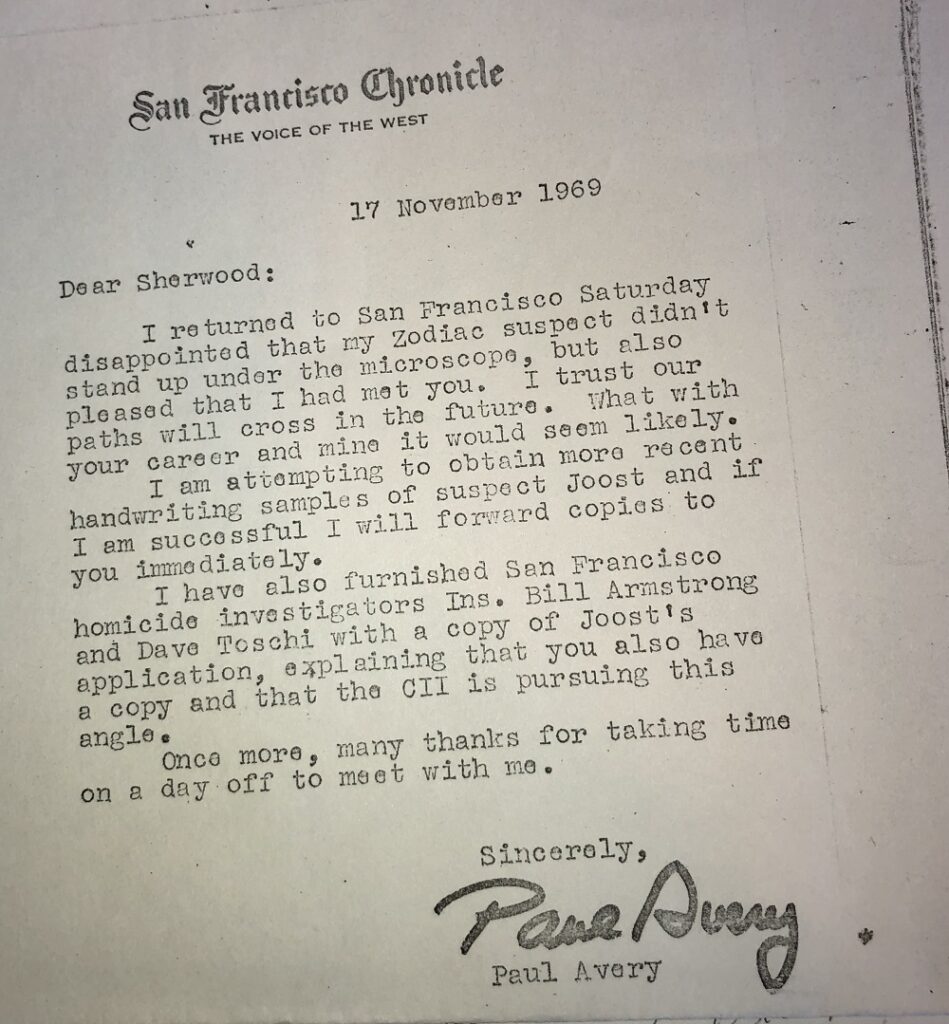 San Francisco Chronicle
THE VOICE OF THE WEST
17 November 1969
Dear Sherwood:
I returned to San Francisco Saturday
disappointed that my Zodiac suspect didn't
stand up under the microscope, but also
pleased that I had met you. I trust our
paths will cross in the future. What with
your career and mine it would seem likely.
I am attempting to obtain more recent
handwriting samples of suspect Joost and if
I am successful I will forward copies to
you immediately.
I have also furnished San Francisco
homicide investigators Ins. Bill Armstrong
and Dave Toschi with a copy of Joost's
application, explaining that you also have
a copy and that the CII is pursuing this
angle.
Once more, many thanks for taking time
on a day off to meet with me.
Sincerely,
Paul Avery
Paul Avery